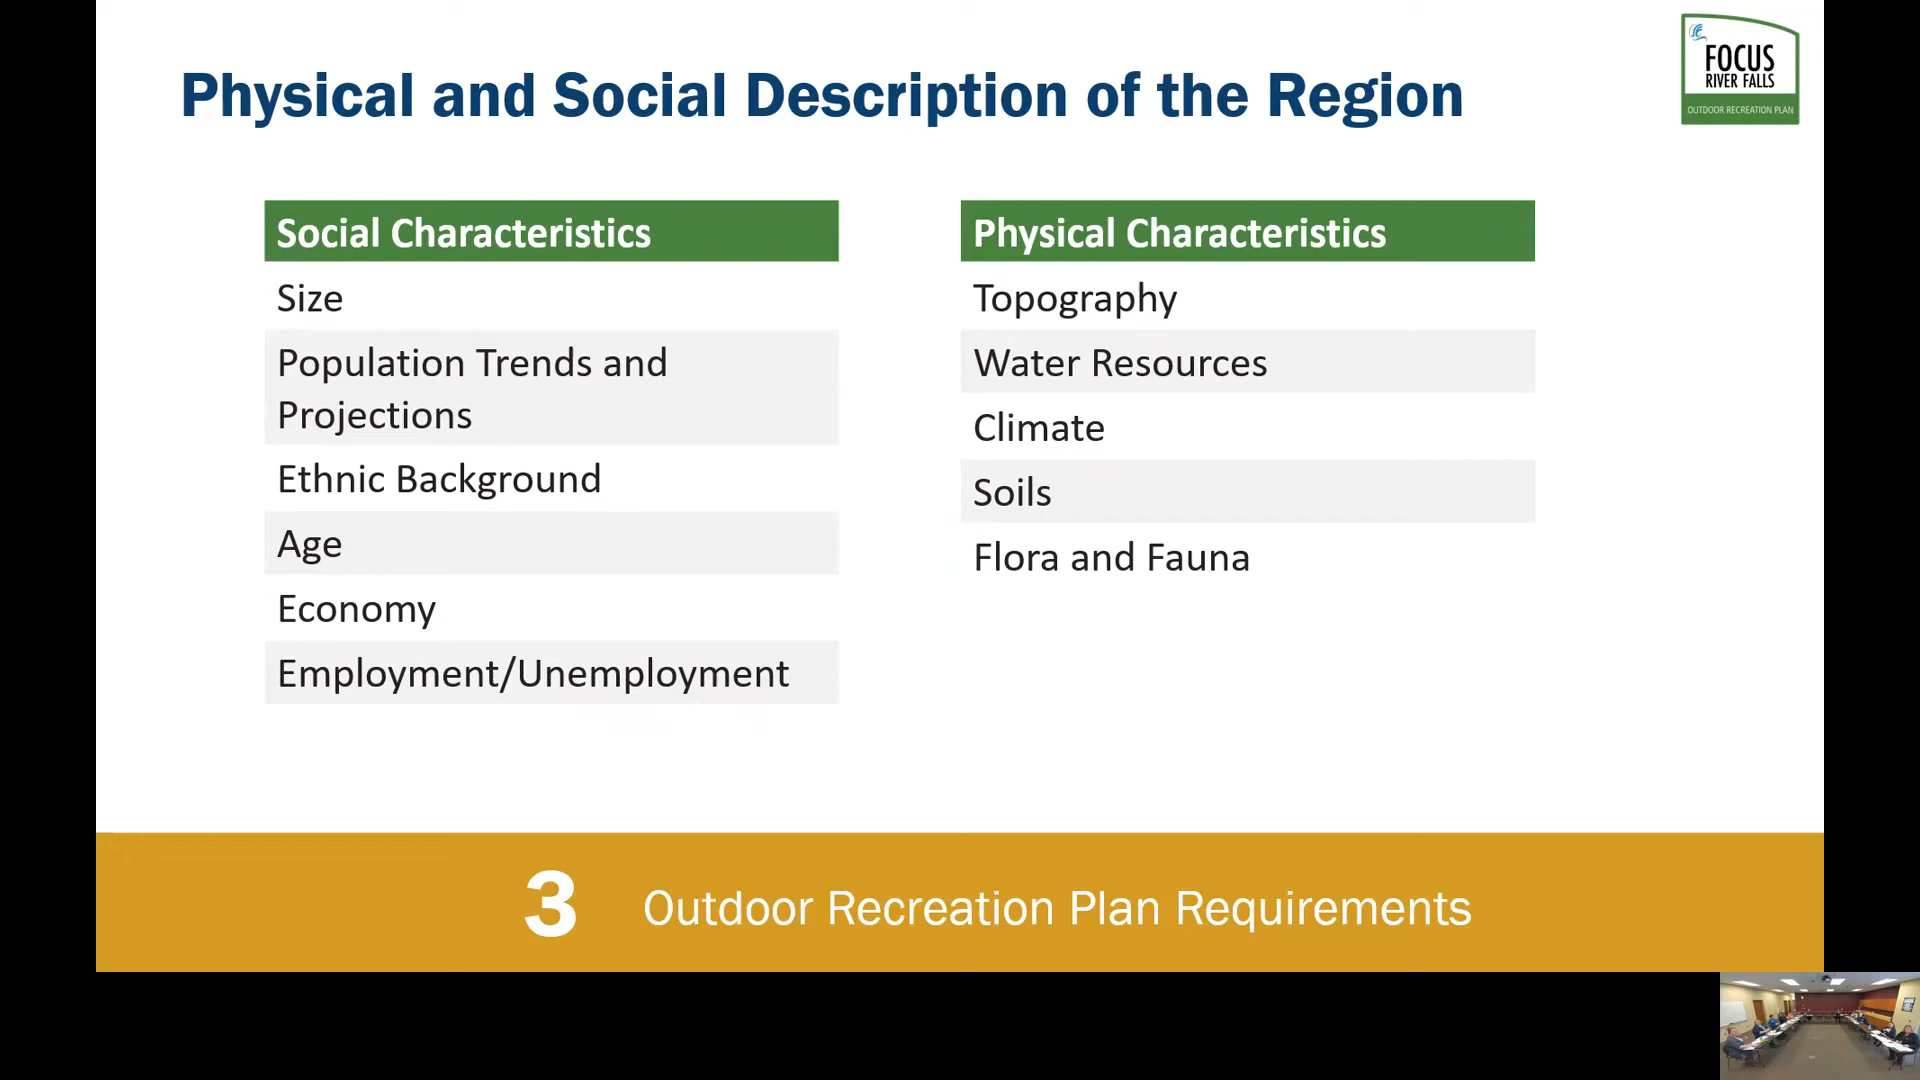 Physical and Social Description of the Region
FOCUS
RIVER FALLS
OUTDOOR RECREATION PLAN
Social Characteristics
Size
Population Trends and
Projections
Ethnic Background
Age
Economy
Employment/Unemployment
Physical Characteristics
Topography
Water Resources
Climate
Soils
Flora and Fauna
3 Outdoor Recreation Plan Requirements